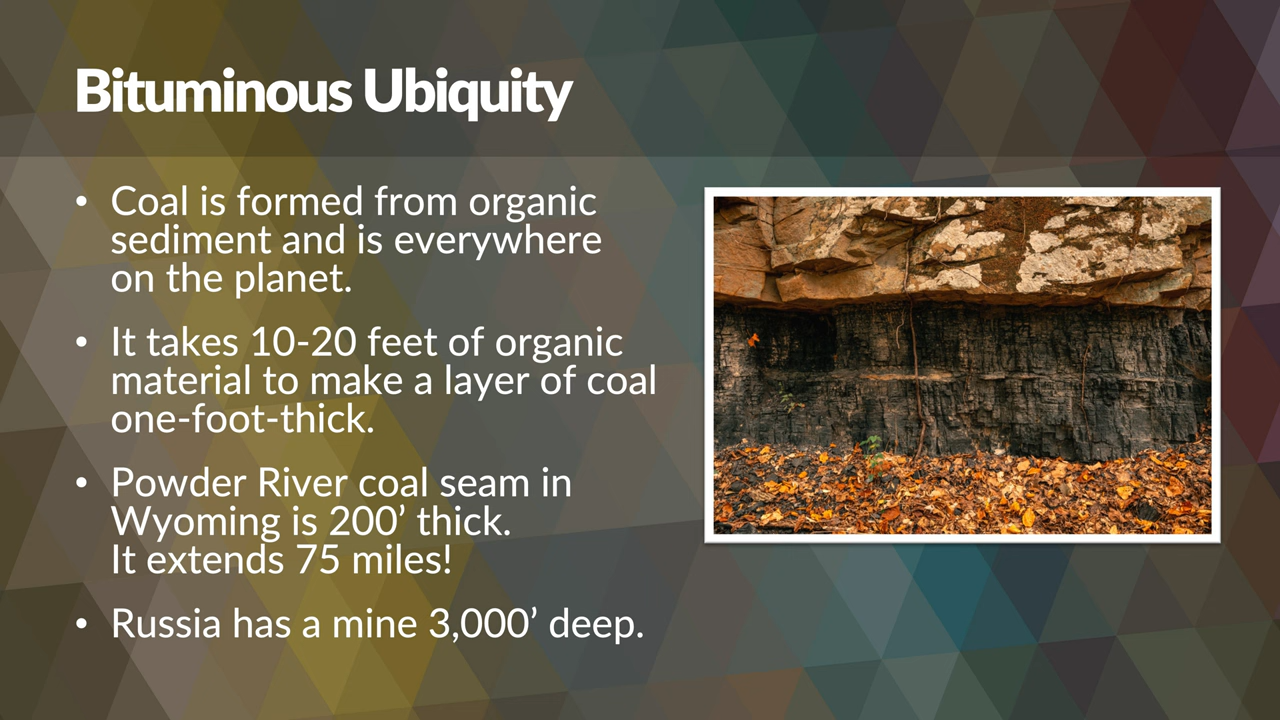 Bituminous Ubiquity
• Coal is formed from organic
sediment and is everywhere
on the planet.
• It takes 10-20 feet of organic
material to make a layer of coal
one-foot-thick.
• Powder River coal seam in
Wyoming is 200’ thick.
It extends 75 miles!
• Russia has a mine 3,000’ deep.